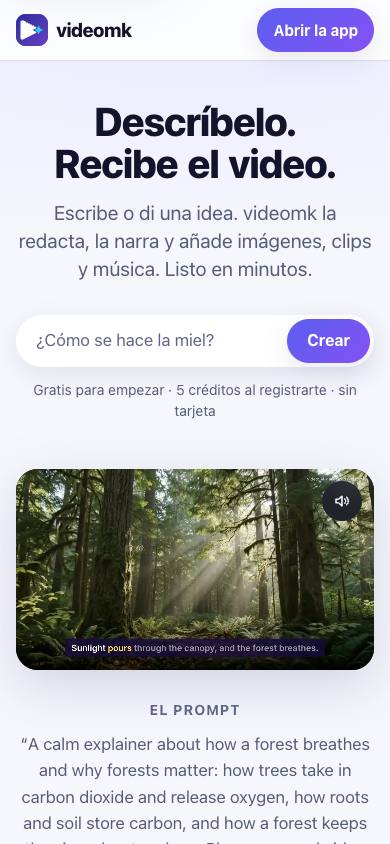 videomk
Abrir la app
Descríbelo.
Recibe el video.
Escribe o di una idea. videomk la
redacta, la narra y añade imágenes, clips
y música. Listo en minutos.
¿Cómo se hace la miel?
Crear
Gratis para empezar · 5 créditos al registrarte · sin
tarjeta
Sunlight pours through the canopy, and the forest breathes.
EL PROMPT
“A calm explainer about how a forest breathes
and why forests matter: how trees take in
carbon dioxide and release oxygen, how roots
and soil store carbon, and how a forest keeps